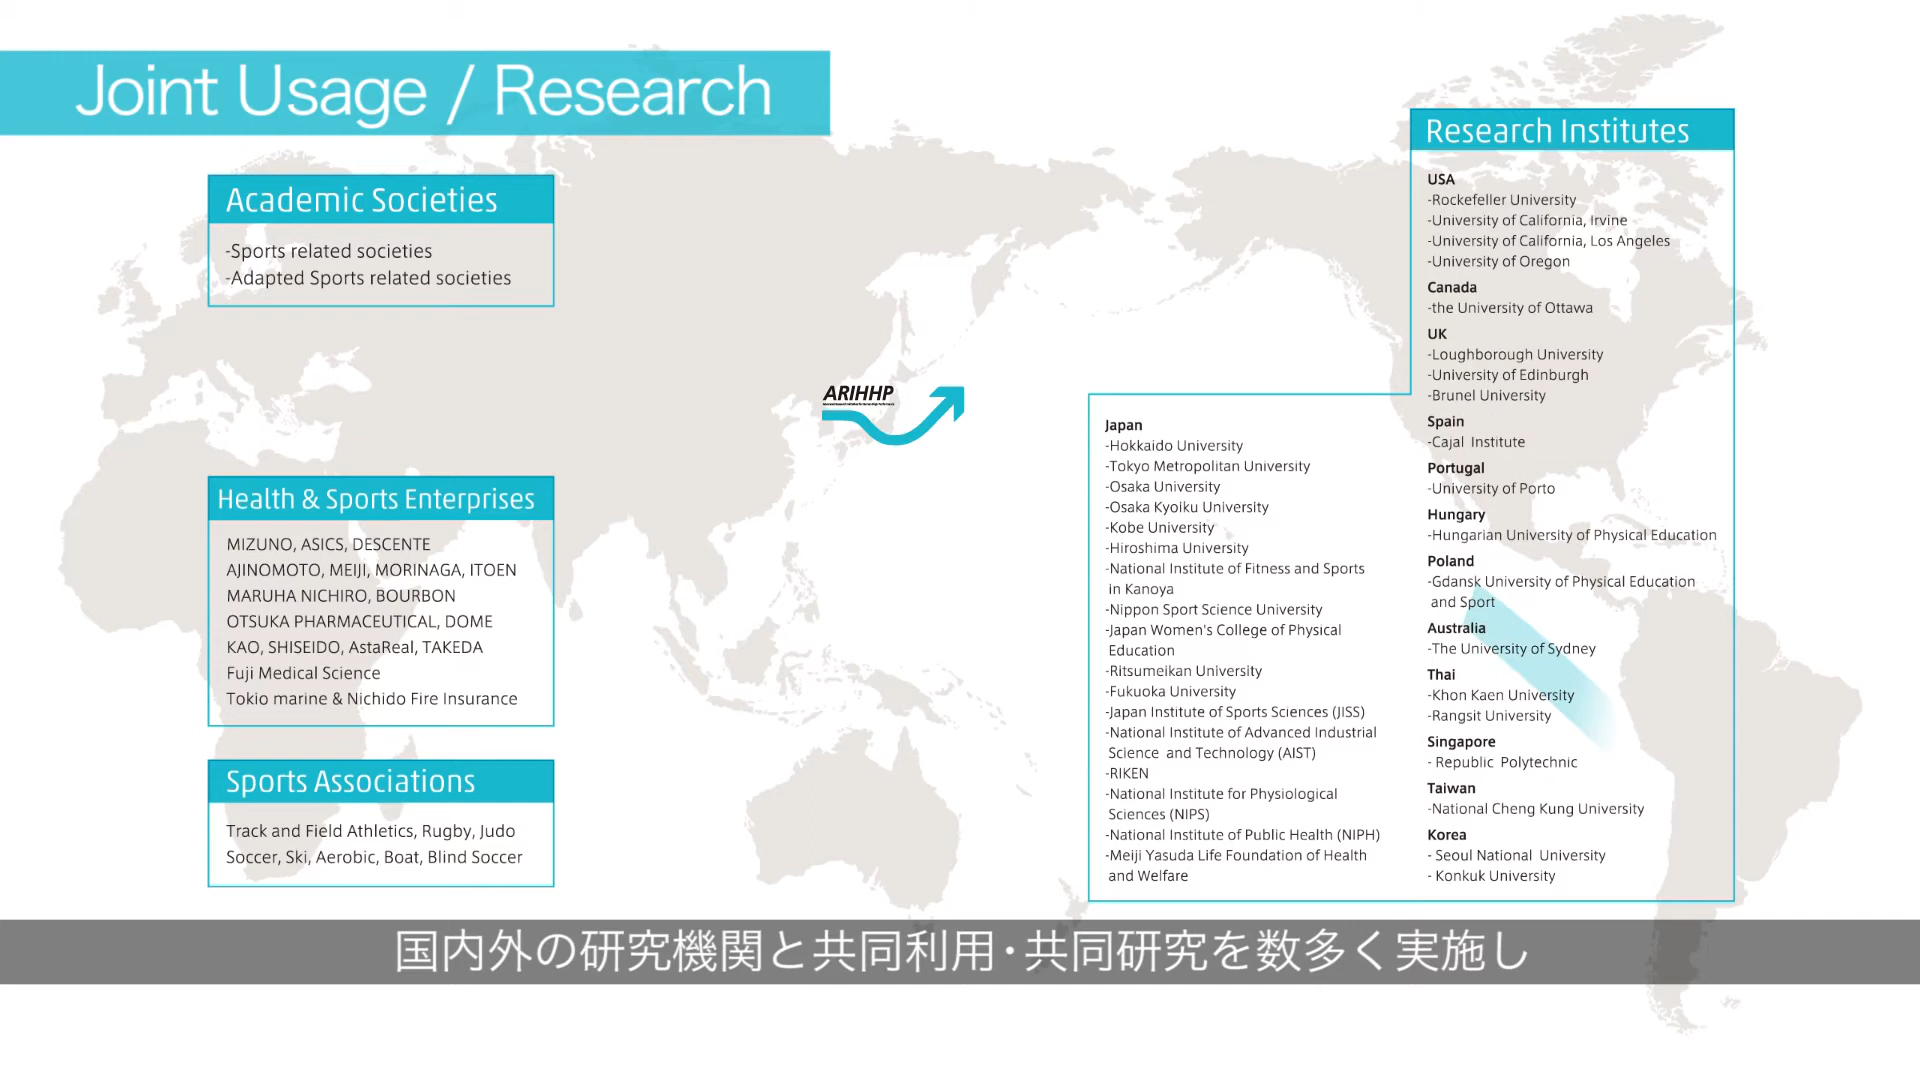 Joint Usage / Research
Academic Societies
-Sports related societies
-Adapted Sports related societies
Health & Sports Enterprises
MIZUNO, ASICS, DESCENTE
AJINOMOTO, MEIJI, MORINAGA, ITOEN
MARUHA NICHIRO, BOURBON
OTSUKA PHARMACEUTICAL, DOME
KAO, SHISEIDO, AstaReal, TAKEDA
Fuji Medical Science
Tokio marine & Nichido Fire Insurance
Sports Associations
Track and Field Athletics, Rugby, Judo
Soccer, Ski, Aerobic, Boat, Blind Soccer
ARIHHP
Research Institutes
Japan
-Hokkaido University
-Tokyo Metropolitan University
-Osaka University
-Osaka Kyoiku University
-Kobe University
-Hiroshima University
-National Institute of Fitness and Sports
in Kanoya
-Nippon Sport Science University
-Japan Women's College of Physical
Education
-Ritsumeikan University
-Fukuoka University
-Japan Institute of Sports Sciences (JISS)
-National Institute of Advanced Industrial
Science and Technology (AIST)
-RIKEN
-National Institute for Physiological
Sciences (NIPS)
-National Institute of Public Health (NIPH)
-Meiji Yasuda Life Foundation of Health
and Welfare
USA
-Rockefeller University
-University of California, Irvine
-University of California, Los Angeles
-University of Oregon
Canada
-the University of Ottawa
UK
-Loughborough University
-University of Edinburgh
-Brunel University
Spain
-Cajal Institute
Portugal
-University of Porto
Hungary
-Hungarian University of Physical Education
Poland
-Gdansk University of Physical Education
and Sport
Australia
-The University of Sydney
Thai
-Khon Kaen University
-Rangsit University
Singapore
- Republic Polytechnic
Taiwan
-National Cheng Kung University
Korea
- Seoul National University
- Konkuk University
国内外の研究機関と共同利用･共同研究を数多く実施し